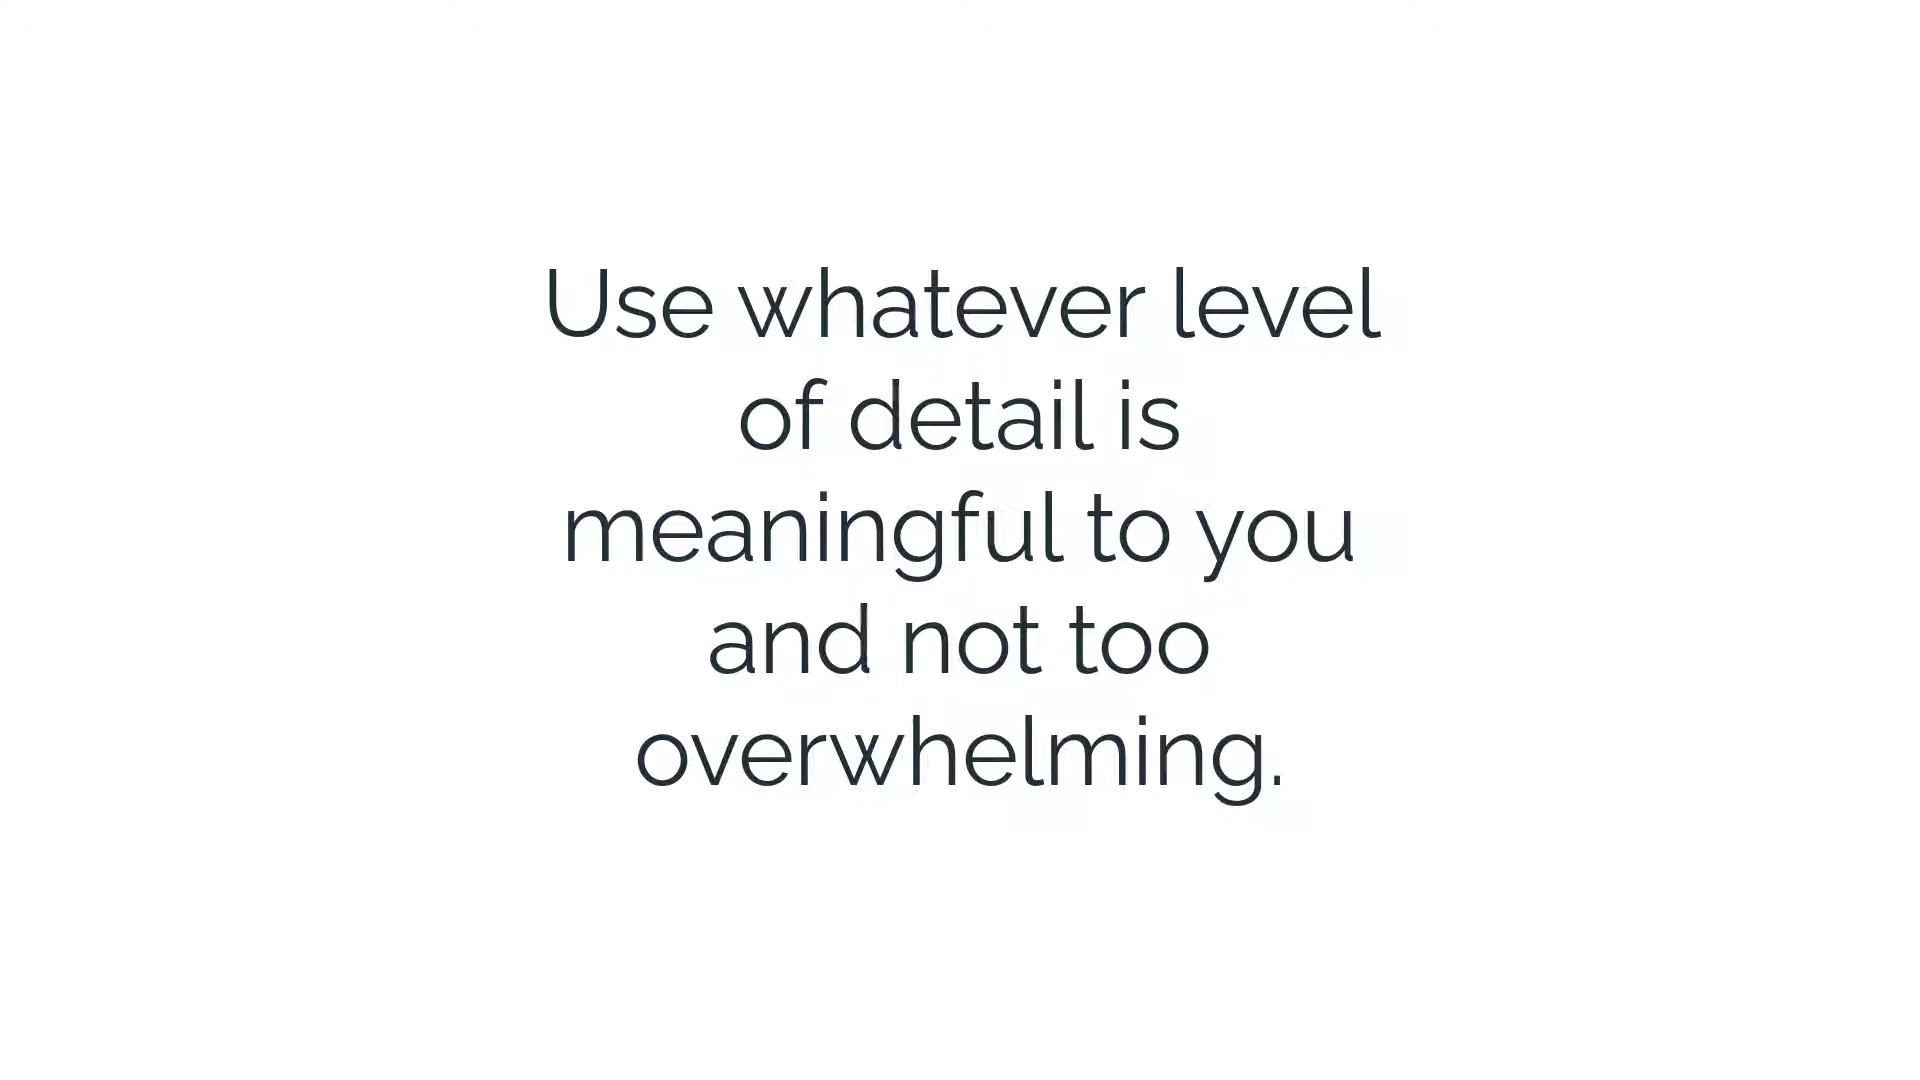 Use whatever level
of detail is
meaningful to you
and not too
overwhelming.